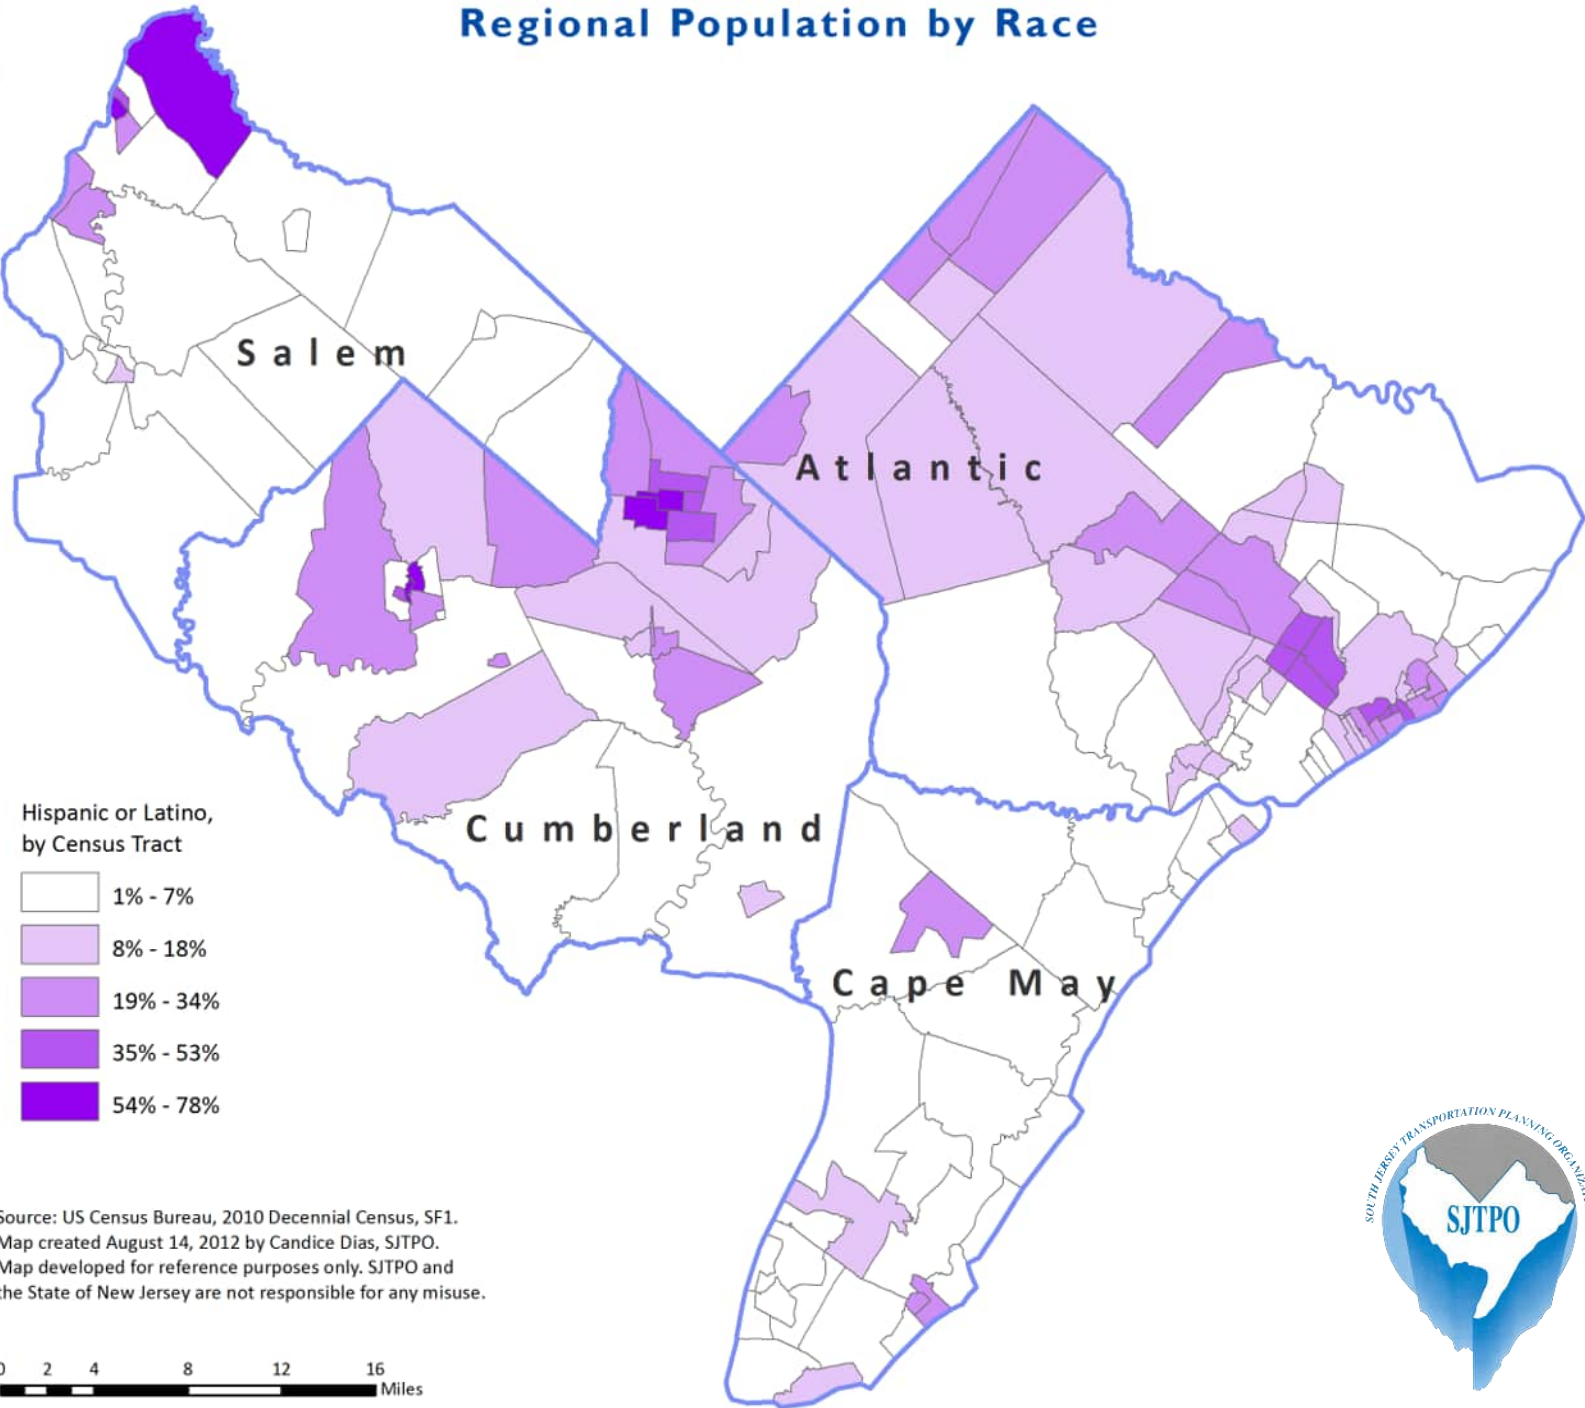 Regional Population by Race
Salem
Atlantic
Cumberland
Cape May
Hispanic or Latino,
by Census Tract
1% - 7%
8% - 18%
19% - 34%
35% - 53%
54% - 78%
Source: US Census Bureau, 2010 Decennial Census, SF1.
Map created August 14, 2012 by Candice Dias, SJTPO.
Map developed for reference purposes only. SJTPO and
the State of New Jersey are not responsible for any misuse.
0 2 4 8 12 16
Miles
SOUTH JERSEY TRANSPORTATION PLANNING
SJTPO